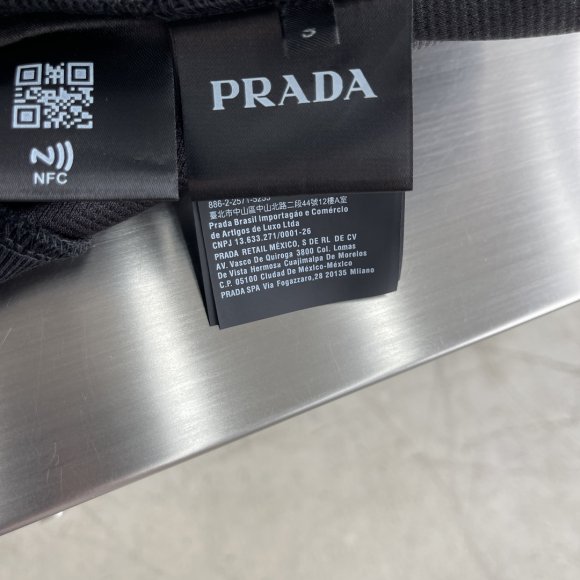 S
PRADA
NFC
886-2-2571-5255
臺北市中山區中山北路二段44號12樓A室
Prada Brasil Importagão e Comércio
de Artigos de Luxo Ltda
CNPJ 13.633.271/0001-26
PRADA RETAIL MÉXICO, S DE RL DE CV
AV. Vasco De Quiroga 3800 Col. Lomas
De Vista Hermosa Cuajimalpa De Morelos
C.P. 05100 Ciudad De México-México
PRADA SPA Via Fogazzaro,28 20135 Milano